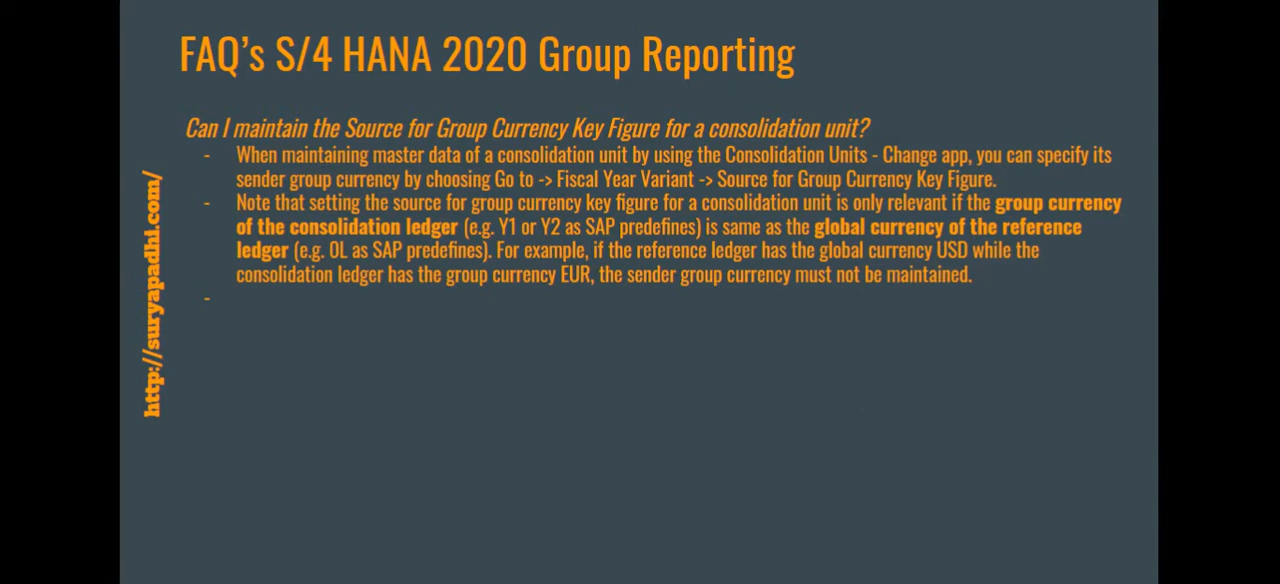 FAQ's S/4 HANA 2020 Group Reporting
Can I maintain the Source for Group Currency Key Figure for a consolidation unit?
- When maintaining master data of a consolidation unit by using the Consolidation Units - Change app, you can specify its
sender group currency by choosing Go to -> Fiscal Year Variant -> Source for Group Currency Key Figure.
- Note that setting the source for group currency key figure for a consolidation unit is only relevant if the group currency
of the consolidation ledger (e.g. Y1 or Y2 as SAP predefines) is same as the global currency of the reference
ledger (e.g. 0L as SAP predefines). For example, if the reference ledger has the global currency USD while the
consolidation ledger has the group currency EUR, the sender group currency must not be maintained.
-
http://suryapadhi.com/